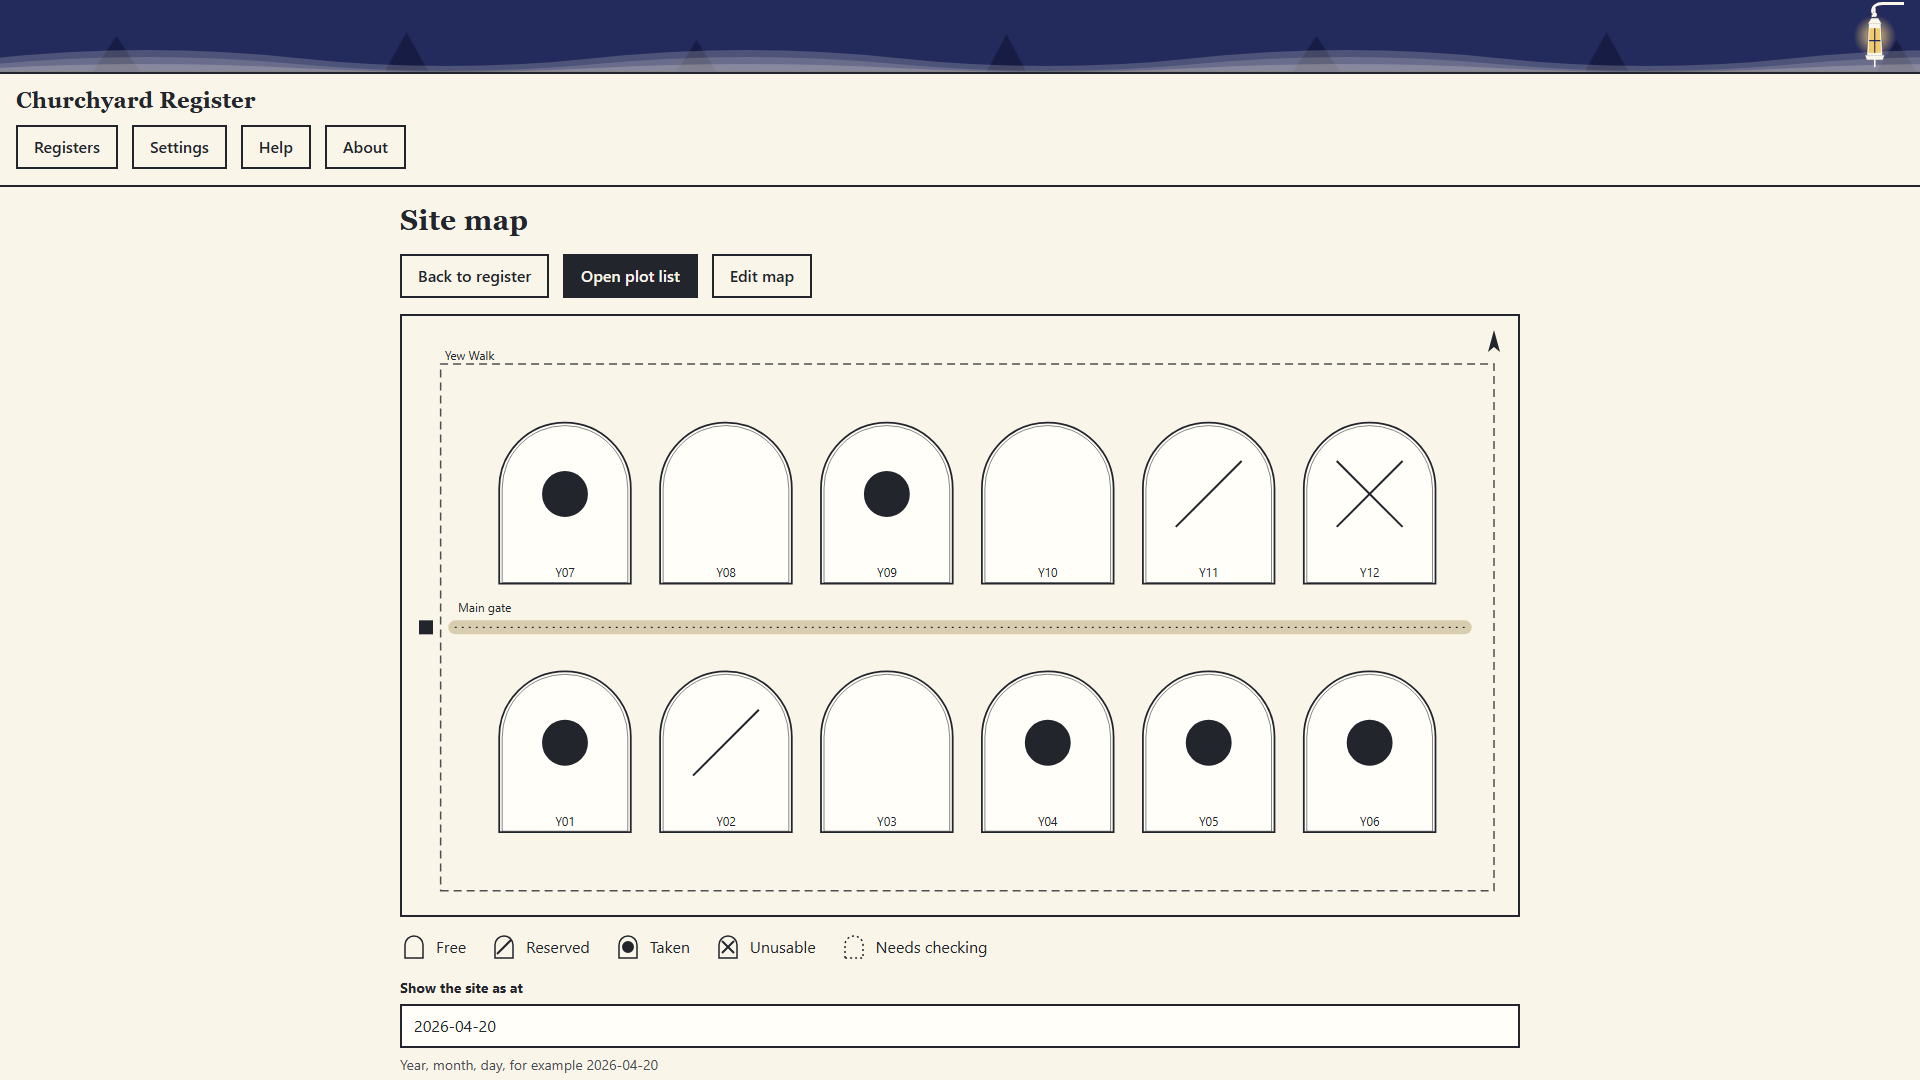 Churchyard Register
Registers Settings Help About
Site map
Back to register Open plot list Edit map
Yew Walk
Y07 Y08 Y09 Y10 Y11 Y12
Main gate
Y01 Y02 Y03 Y04 Y05 Y06
Free Reserved Taken Unusable Needs checking
Show the site as at
2026-04-20
Year, month, day, for example 2026-04-20